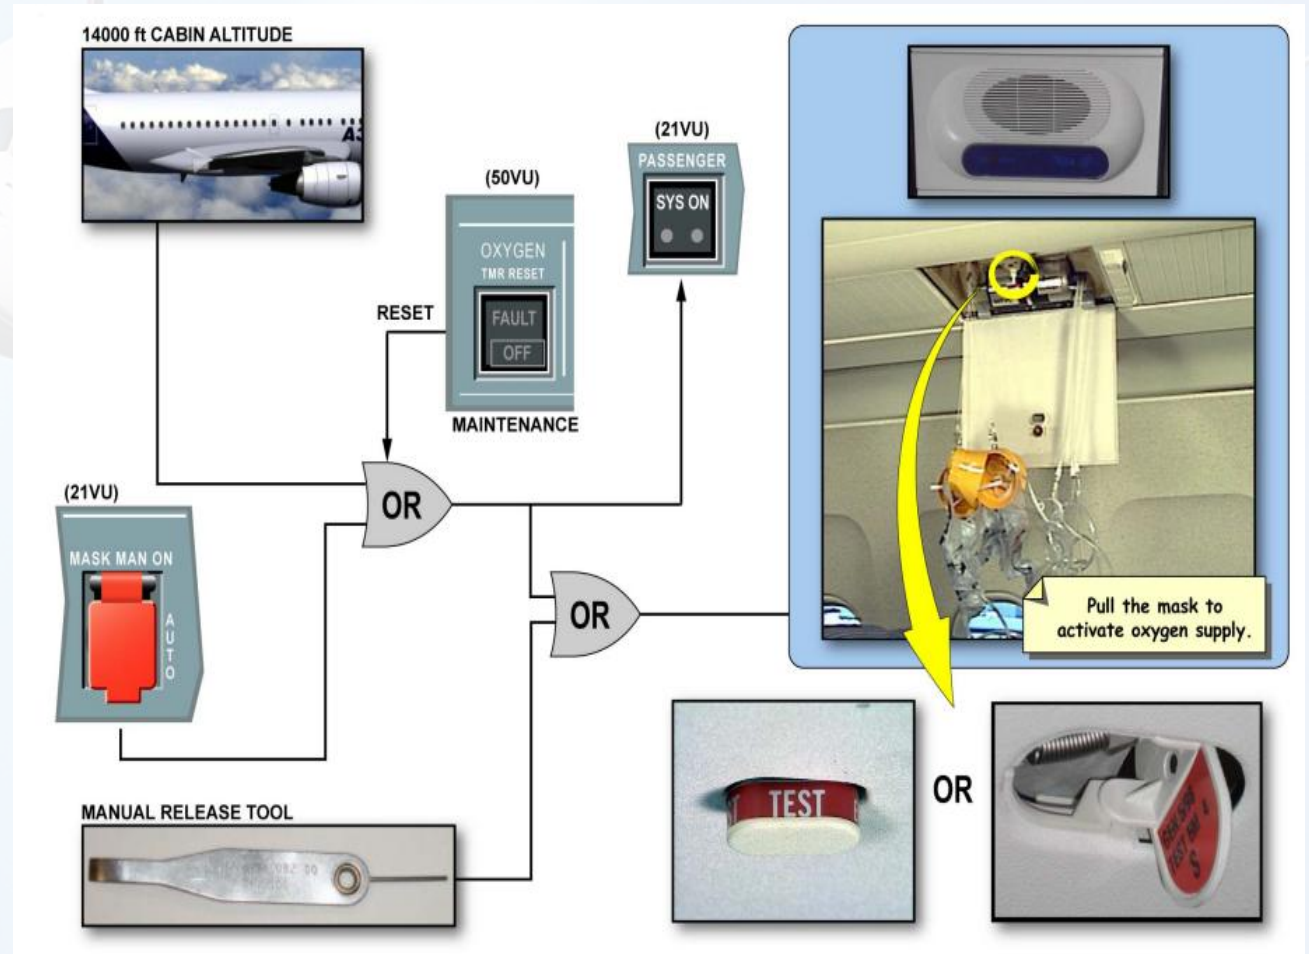 14000 ft CABIN ALTITUDE
A3
(50VU)
OXYGEN
TMR RESET
FAULT
OFF
MAINTENANCE
RESET
(21VU)
PASSENGER
SYS ON
OR
(21VU)
MASK MAN ON
AUTO
OR
MANUAL RELEASE TOOL
Pull the mask to
activate oxygen supply.
TEST
OR
TEST
S